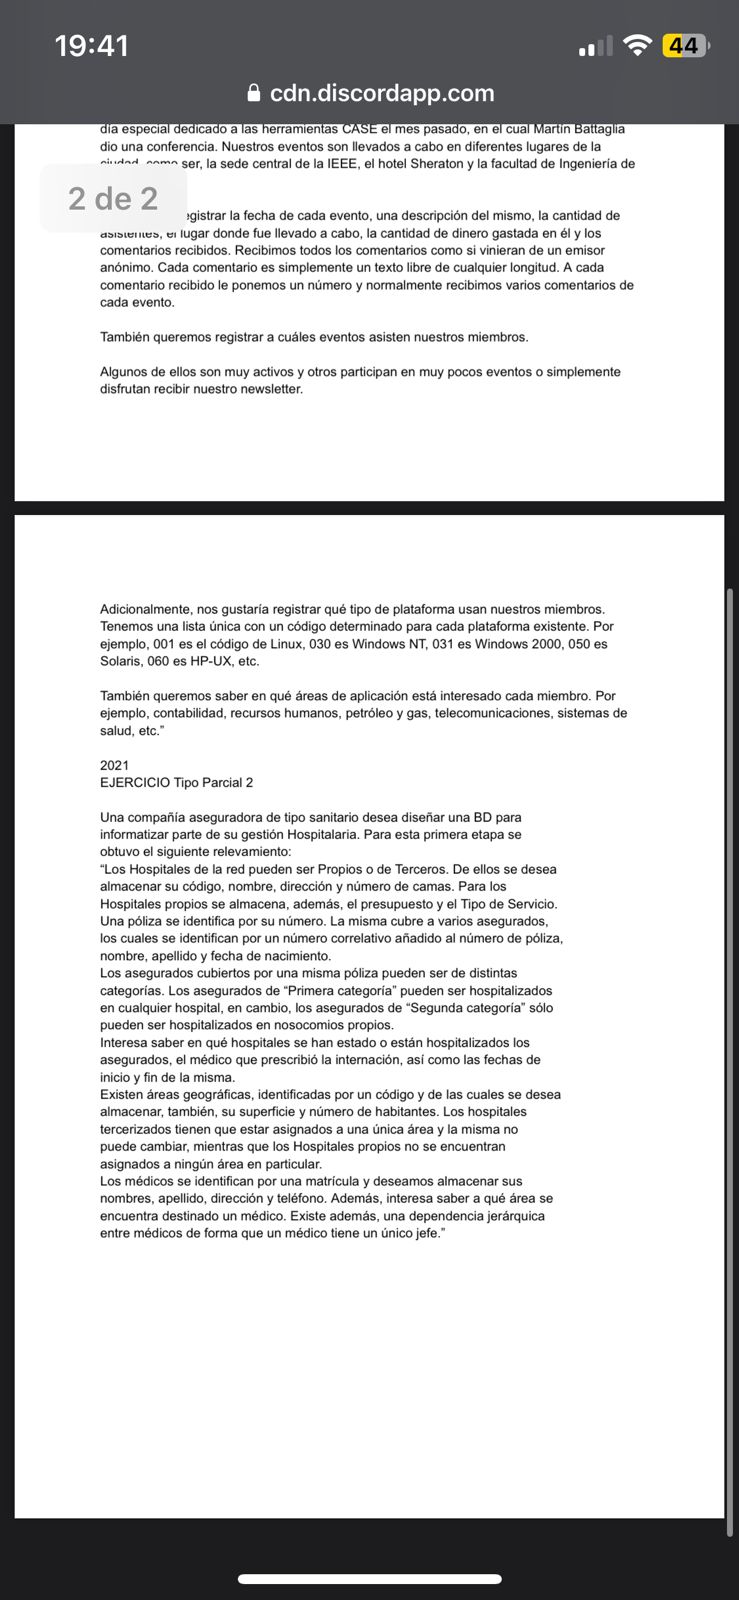 19:41
44
cdn.discordapp.com
día especial dedicado a las herramientas CASE el mes pasado, en el cual Martín Battaglia
dio una conferencia. Nuestros eventos son llevados a cabo en diferentes lugares de la
ciudad, como ser, la sede central de la IEEE, el hotel Sheraton y la facultad de Ingeniería de
2 de 2
egistrar la fecha de cada evento, una descripción del mismo, la cantidad de
asistentes, el lugar donde fue llevado a cabo, la cantidad de dinero gastada en él y los
comentarios recibidos. Recibimos todos los comentarios como si vinieran de un emisor
anónimo. Cada comentario es simplemente un texto libre de cualquier longitud. A cada
comentario recibido le ponemos un número y normalmente recibimos varios comentarios de
cada evento.
También queremos registrar a cuáles eventos asisten nuestros miembros.
Algunos de ellos son muy activos y otros participan en muy pocos eventos o simplemente
disfrutan recibir nuestro newsletter.
Adicionalmente, nos gustaría registrar qué tipo de plataforma usan nuestros miembros.
Tenemos una lista única con un código determinado para cada plataforma existente. Por
ejemplo, 001 es el código de Linux, 030 es Windows NT, 031 es Windows 2000, 050 es
Solaris, 060 es HP-UX, etc.
También queremos saber en qué áreas de aplicación está interesado cada miembro. Por
ejemplo, contabilidad, recursos humanos, petróleo y gas, telecomunicaciones, sistemas de
salud, etc.”
2021
EJERCICIO Tipo Parcial 2
Una compañía aseguradora de tipo sanitario desea diseñar una BD para
informatizar parte de su gestión Hospitalaria. Para esta primera etapa se
obtuvo el siguiente relevamiento:
“Los Hospitales de la red pueden ser Propios o de Terceros. De ellos se desea
almacenar su código, nombre, dirección y número de camas. Para los
Hospitales propios se almacena, además, el presupuesto y el Tipo de Servicio.
Una póliza se identifica por su número. La misma cubre a varios asegurados,
los cuales se identifican por un número correlativo añadido al número de póliza,
nombre, apellido y fecha de nacimiento.
Los asegurados cubiertos por una misma póliza pueden ser de distintas
categorías. Los asegurados de “Primera categoría” pueden ser hospitalizados
en cualquier hospital, en cambio, los asegurados de “Segunda categoría” sólo
pueden ser hospitalizados en nosocomios propios.
Interesa saber en qué hospitales se han estado o están hospitalizados los
asegurados, el médico que prescribió la internación, así como las fechas de
inicio y fin de la misma.
Existen áreas geográficas, identificadas por un código y de las cuales se desea
almacenar, también, su superficie y número de habitantes. Los hospitales
tercerizados tienen que estar asignados a una única área y la misma no
puede cambiar, mientras que los Hospitales propios no se encuentran
asignados a ningún área en particular.
Los médicos se identifican por una matrícula y deseamos almacenar sus
nombres, apellido, dirección y teléfono. Además, interesa saber a qué área se
encuentra destinado un médico. Existe además, una dependencia jerárquica
entre médicos de forma que un médico tiene un único jefe.”